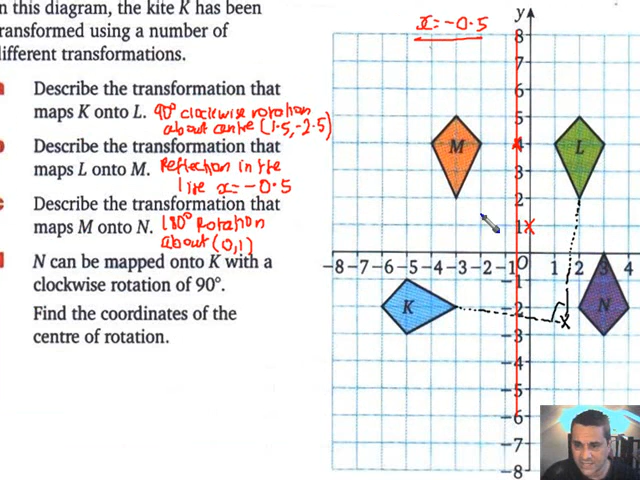 n this diagram, the kite K has been
ransformed using a number of
different transformations.
Describe the transformation that
maps K onto L. 90° clockwise rotation
about centre (1.5,-2.5)
Describe the transformation that
maps L onto M. Reflection in the
line x=-0.5
Describe the transformation that
maps M onto N. 180° Rotation
about (0,1)
N can be mapped onto K with a
clockwise rotation of 90°.
Find the coordinates of the
centre of rotation.
x=-0.5
y
8
7
6
5
4
3
2
1
O
-8 -7 -6 -5 -4 -3 -2 -1 1 2 3 4
-2
-3
-4
-5
-6
-7
-8
M
L
K
N